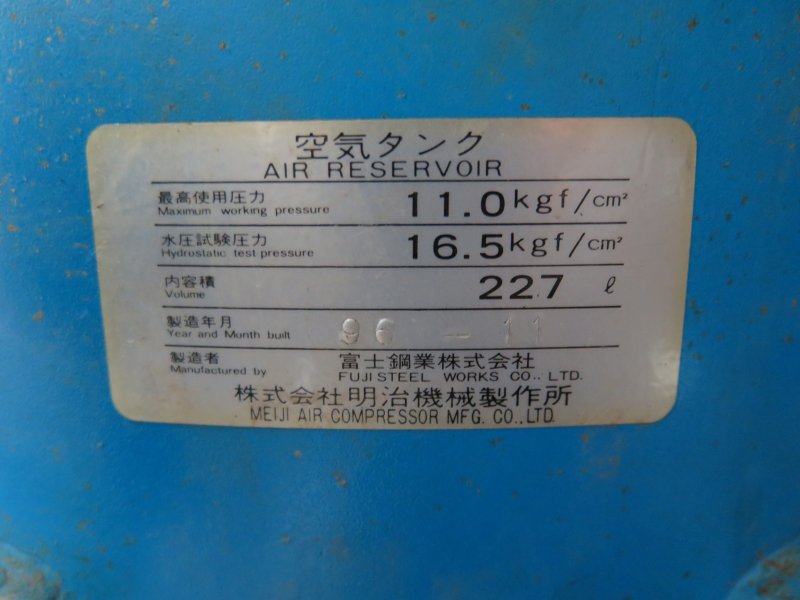 空気タンク
AIR RESERVOIR
最高使用圧力 11.0kgf/cm²
Maximum working pressure
水圧試験圧力 16.5kgf/cm²
Hydrostatic test pressure
内容積 227 ℓ
Volume
製造年月 96-11
Year and Month built
製造者 富士鋼業株式会社
Manufactured by FUJI STEEL WORKS CO., LTD.
株式会社明治機械製作所
MEIJI AIR COMPRESSOR MFG. CO., LTD.